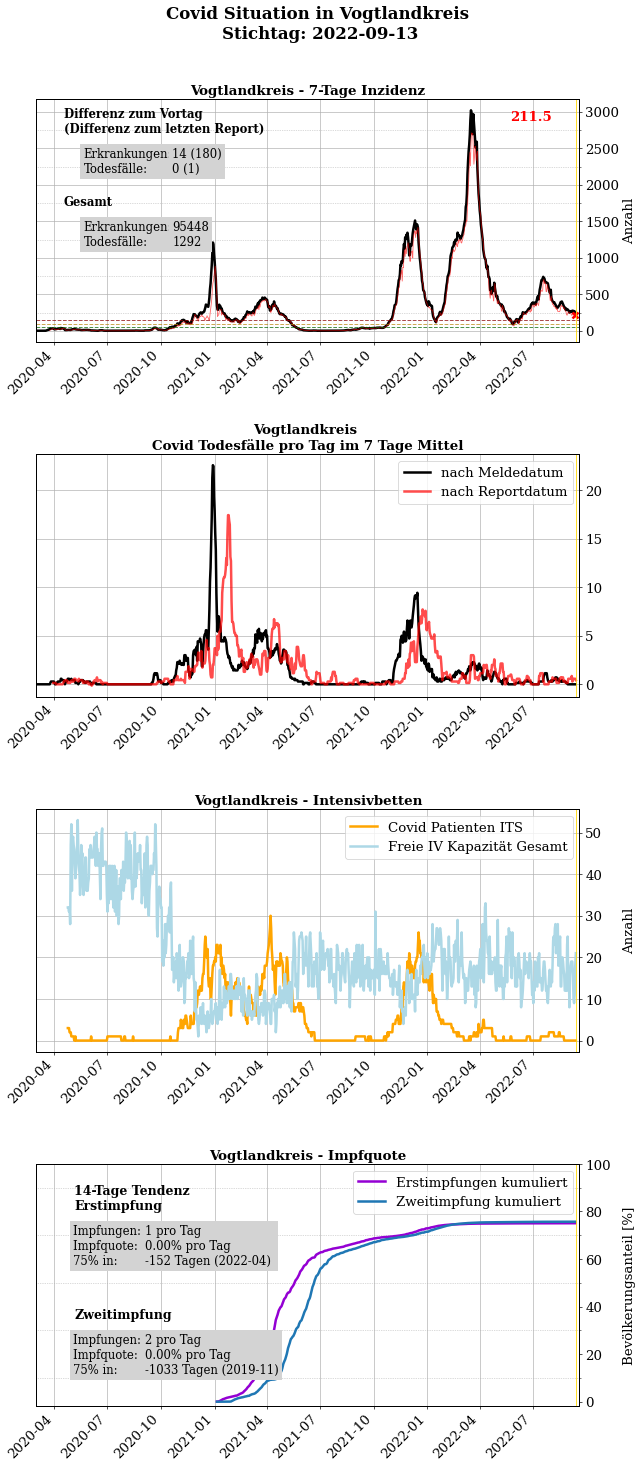 Covid Situation in Vogtlandkreis
Stichtag: 2022-09-13
Vogtlandkreis - 7-Tage Inzidenz
Differenz zum Vortag
(Differenz zum letzten Report)
Erkrankungen 14 (180)
Todesfälle: 0 (1)
Gesamt
Erkrankungen 95448
Todesfälle: 1292
211.5
3000
2500
2000
1500
1000
500
0
Anzahl
2020-04 2020-07 2020-10 2021-01 2021-04 2021-07 2021-10 2022-01 2022-04 2022-07
Vogtlandkreis
Covid Todesfälle pro Tag im 7 Tage Mittel
nach Meldedatum
nach Reportdatum
20
15
10
5
0
2020-04 2020-07 2020-10 2021-01 2021-04 2021-07 2021-10 2022-01 2022-04 2022-07
Vogtlandkreis - Intensivbetten
Covid Patienten ITS
Freie IV Kapazität Gesamt
50
40
30
20
10
0
Anzahl
2020-04 2020-07 2020-10 2021-01 2021-04 2021-07 2021-10 2022-01 2022-04 2022-07
Vogtlandkreis - Impfquote
14-Tage Tendenz
Erstimpfung
Impfungen: 1 pro Tag
Impfquote: 0.00% pro Tag
75% in: -152 Tagen (2022-04)
Zweitimpfung
Impfungen: 2 pro Tag
Impfquote: 0.00% pro Tag
75% in: -1033 Tagen (2019-11)
Erstimpfungen kumuliert
Zweitimpfung kumuliert
100
80
60
40
20
0
Bevölkerungsanteil [%]
2020-04 2020-07 2020-10 2021-01 2021-04 2021-07 2021-10 2022-01 2022-04 2022-07